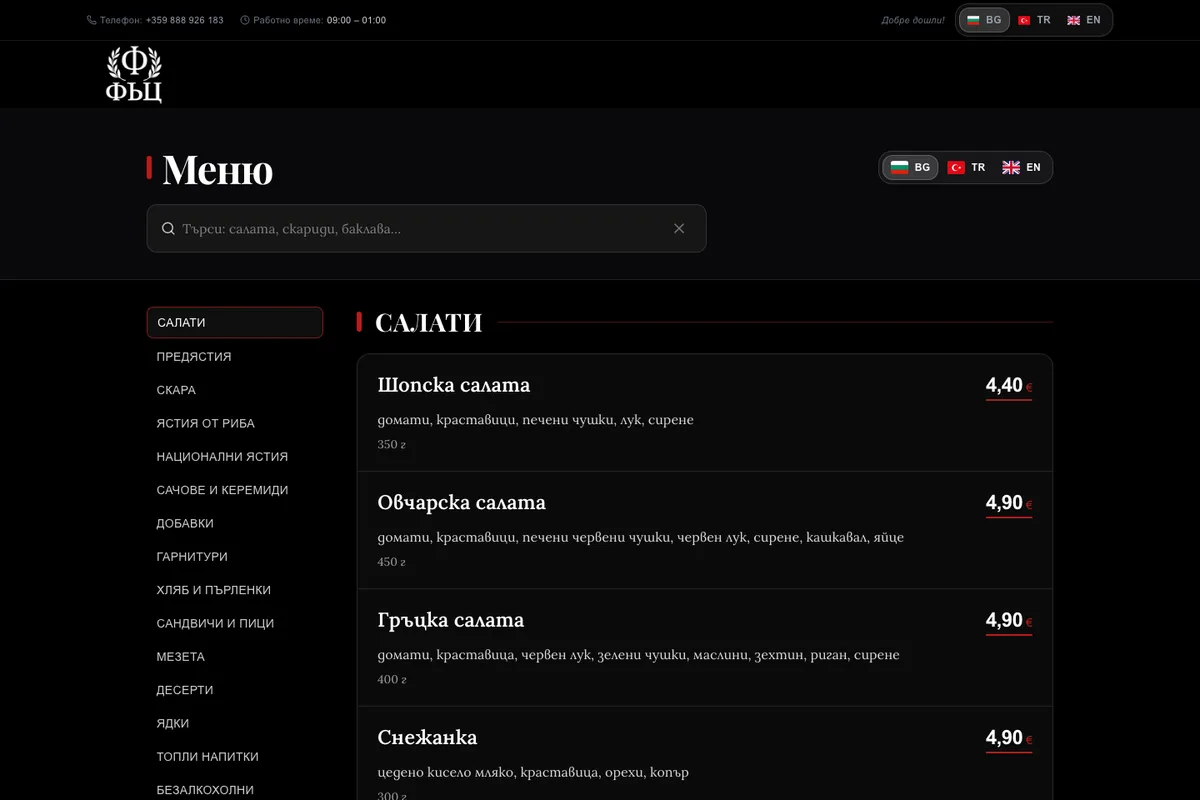 Телефон: +359 888 926 183 Работно време: 09:00 – 01:00 Добре дошли! BG TR EN
Ф
ФЪЦ
Меню
BG TR EN
Търси: салата, скариди, баклава...
САЛАТИ
ПРЕДЯСТИЯ
СКАРА
ЯСТИЯ ОТ РИБА
НАЦИОНАЛНИ ЯСТИЯ
САЧОВЕ И КЕРЕМИДИ
ДОБАВКИ
ГАРНИТУРИ
ХЛЯБ И ПЪРЛЕНКИ
САНДВИЧИ И ПИЦИ
МЕЗЕТА
ДЕСЕРТИ
ЯДКИ
ТОПЛИ НАПИТКИ
БЕЗАЛКОХОЛНИ
САЛАТИ
Шопска салата 4,40 €
домати, краставици, печени чушки, лук, сирене
350 г
Овчарска салата 4,90 €
домати, краставици, печени червени чушки, червен лук, сирене, кашкавал, яйце
450 г
Гръцка салата 4,90 €
домати, краставица, червен лук, зелени чушки, маслини, зехтин, риган, сирене
400 г
Снежанка 4,90 €
цедено кисело мляко, краставица, орехи, копър
300 г